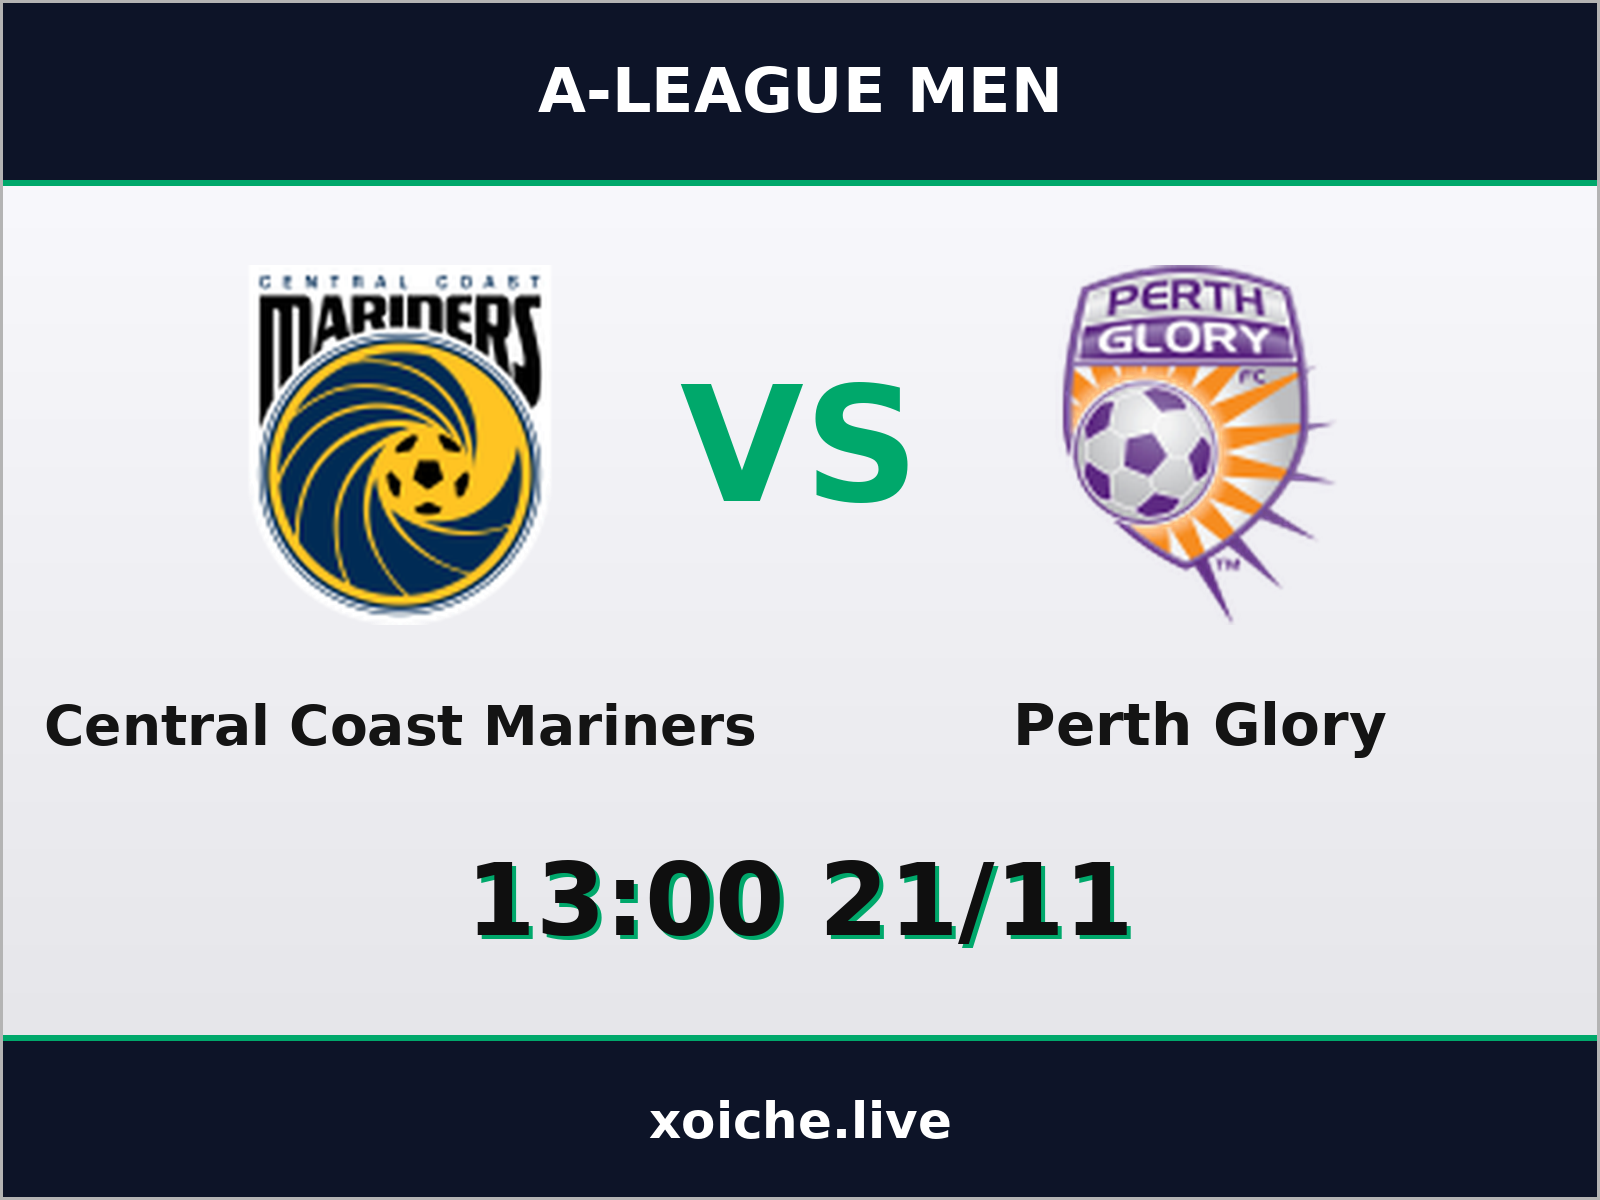 A-LEAGUE MEN
CENTRAL COAST
MARINERS
PERTH
GLORY
FC
TM
VS
Central Coast Mariners
Perth Glory
13:00 21/11
xoiche.live